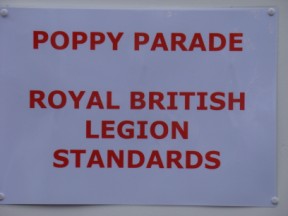 POPPY PARADE
ROYAL BRITISH
LEGION
STANDARDS